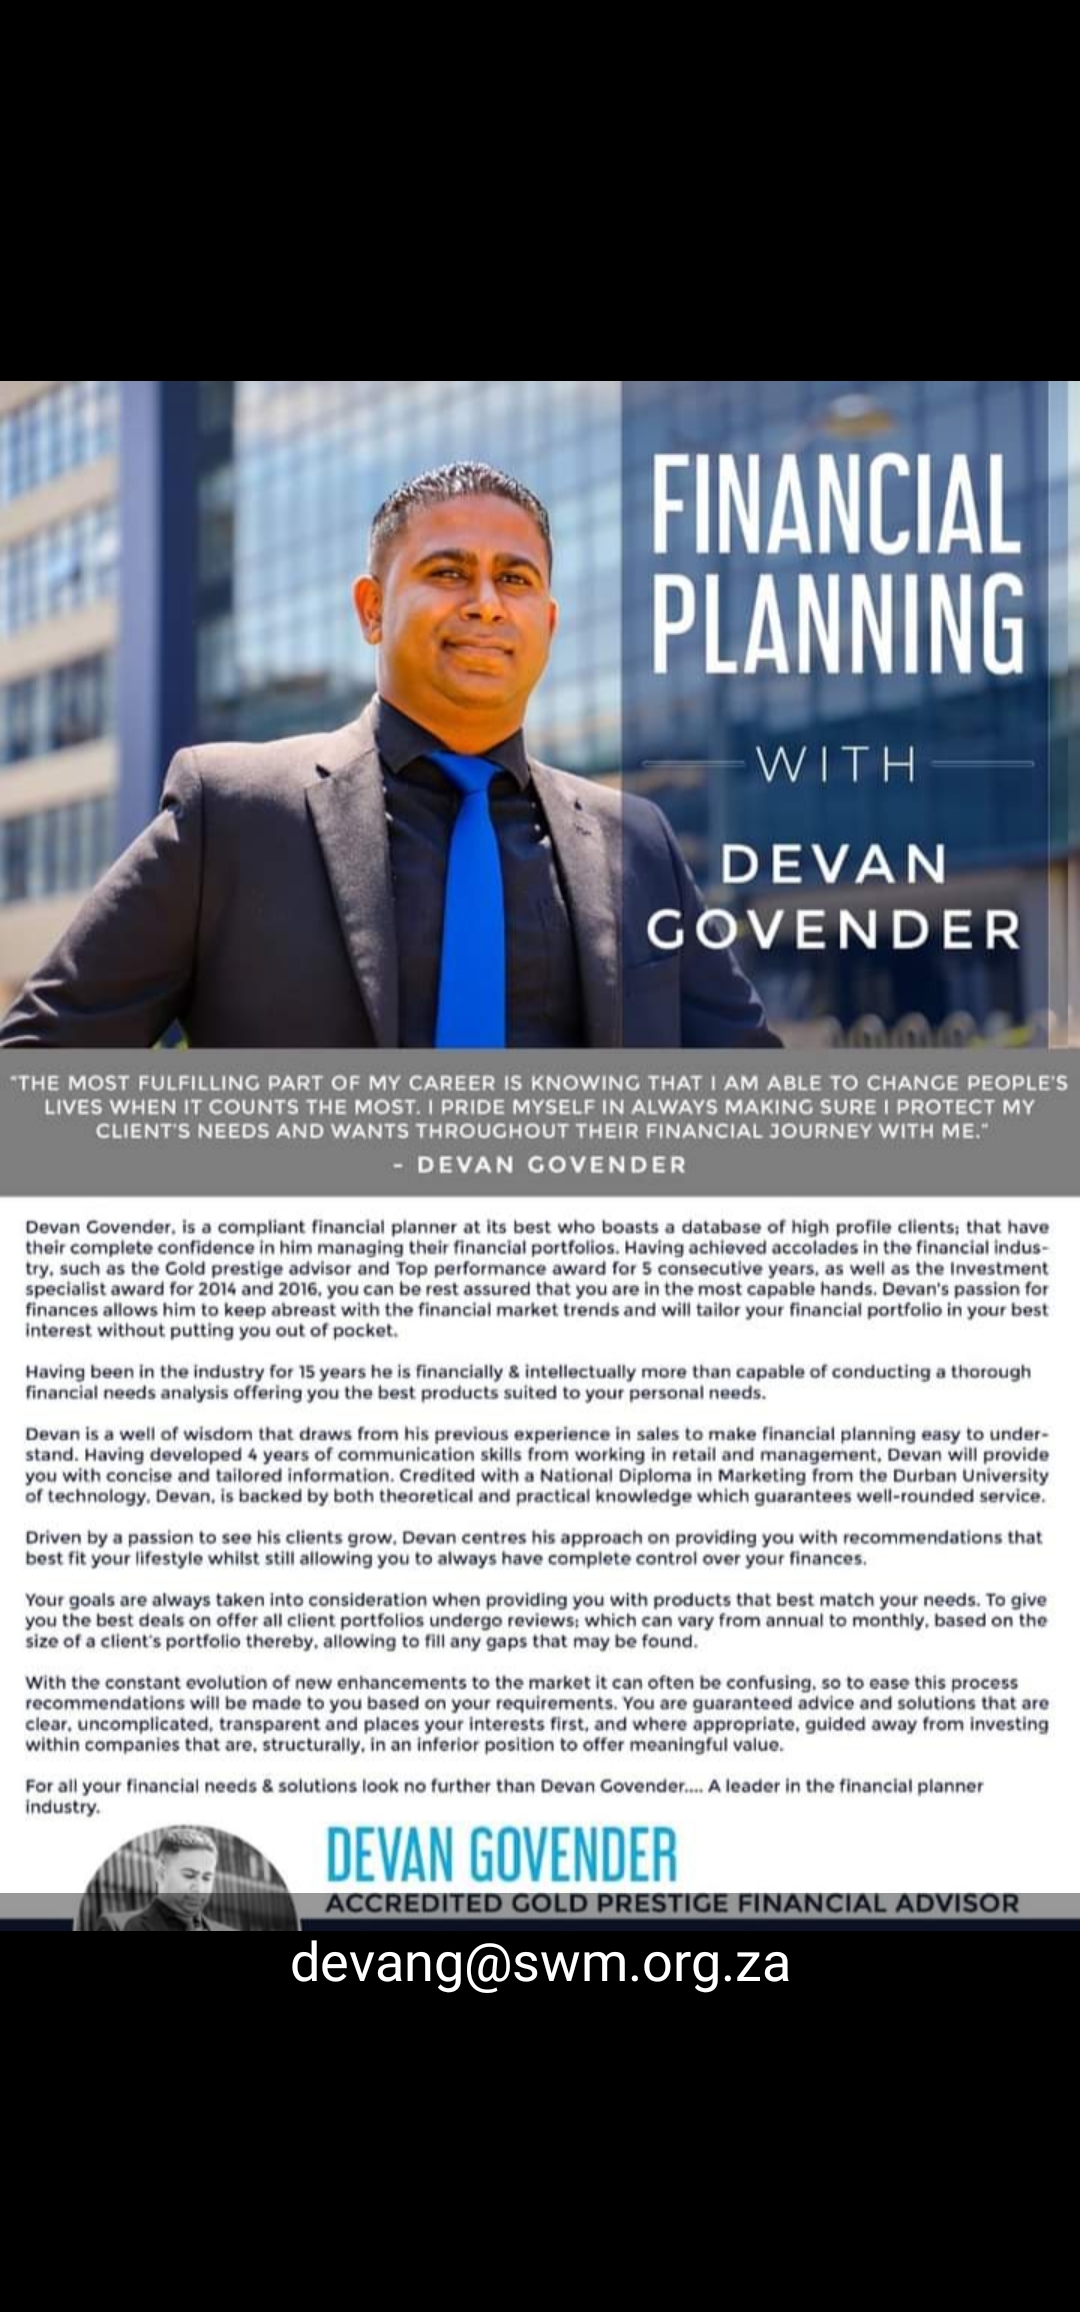 FINANCIAL
PLANNING
WITH
DEVAN
GOVENDER
"THE MOST FULFILLING PART OF MY CAREER IS KNOWING THAT I AM ABLE TO CHANGE PEOPLE'S
LIVES WHEN IT COUNTS THE MOST. I PRIDE MYSELF IN ALWAYS MAKING SURE I PROTECT MY
CLIENT'S NEEDS AND WANTS THROUGHOUT THEIR FINANCIAL JOURNEY WITH ME."
- DEVAN GOVENDER
Devan Govender, is a compliant financial planner at its best who boasts a database of high profile clients; that have
their complete confidence in him managing their financial portfolios. Having achieved accolades in the financial indus-
try, such as the Gold prestige advisor and Top performance award for 5 consecutive years, as well as the Investment
specialist award for 2014 and 2016, you can be rest assured that you are in the most capable hands. Devan's passion for
finances allows him to keep abreast with the financial market trends and will tailor your financial portfolio in your best
interest without putting you out of pocket.
Having been in the industry for 15 years he is financially & intellectually more than capable of conducting a thorough
financial needs analysis offering you the best products suited to your personal needs.
Devan is a well of wisdom that draws from his previous experience in sales to make financial planning easy to under-
stand. Having developed 4 years of communication skills from working in retail and management, Devan will provide
you with concise and tailored information. Credited with a National Diploma in Marketing from the Durban University
of technology, Devan, is backed by both theoretical and practical knowledge which guarantees well-rounded service.
Driven by a passion to see his clients grow, Devan centres his approach on providing you with recommendations that
best fit your lifestyle whilst still allowing you to always have complete control over your finances.
Your goals are always taken into consideration when providing you with products that best match your needs. To give
you the best deals on offer all client portfolios undergo reviews; which can vary from annual to monthly, based on the
size of a client's portfolio thereby, allowing to fill any gaps that may be found.
With the constant evolution of new enhancements to the market it can often be confusing, so to ease this process
recommendations will be made to you based on your requirements. You are guaranteed advice and solutions that are
clear, uncomplicated, transparent and places your interests first, and where appropriate, guided away from investing
within companies that are, structurally, in an inferior position to offer meaningful value.
For all your financial needs & solutions look no further than Devan Govender.... A leader in the financial planner
industry.
DEVAN GOVENDER
ACCREDITED GOLD PRESTIGE FINANCIAL ADVISOR
devang@swm.org.za